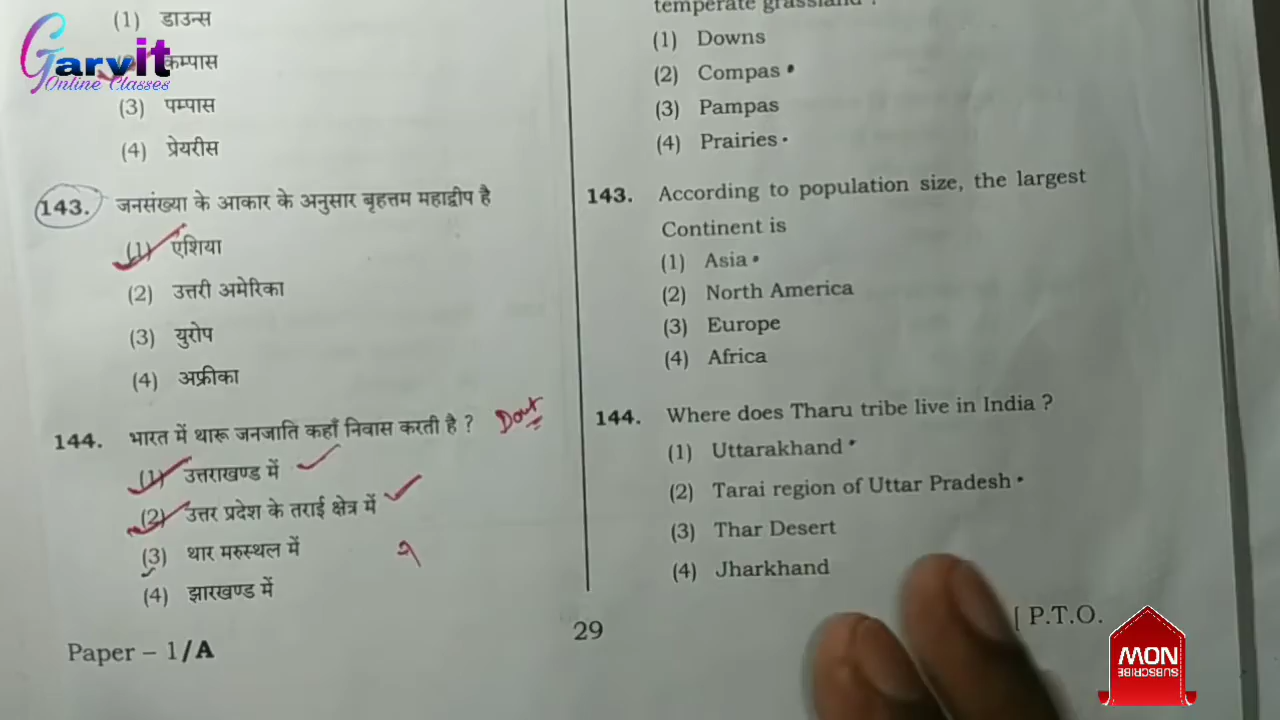 Garvit
Online Classes
(1) डाउन्स
कम्पास
(3) पम्पास
(4) प्रेयरीस
143. जनसंख्या के आकार के अनुसार बृहत्तम महाद्वीप है
(1) एशिया
(2) उत्तरी अमेरिका
(3) युरोप
(4) अफ्रीका
144. भारत में थारू जनजाति कहाँ निवास करती है ?
(1) उत्तराखण्ड में
(2) उत्तर प्रदेश के तराई क्षेत्र में
(3) थार मरुस्थल में
(4) झारखण्ड में
Paper – 1/A
temperate grassland ?
(1) Downs
(2) Compas
(3) Pampas
(4) Prairies
143. According to population size, the largest
Continent is
(1) Asia
(2) North America
(3) Europe
(4) Africa
144. Where does Tharu tribe live in India ?
(1) Uttarakhand
(2) Tarai region of Uttar Pradesh
(3) Thar Desert
(4) Jharkhand
29
[ P.T.O.
NOW
SUBSCRIBE